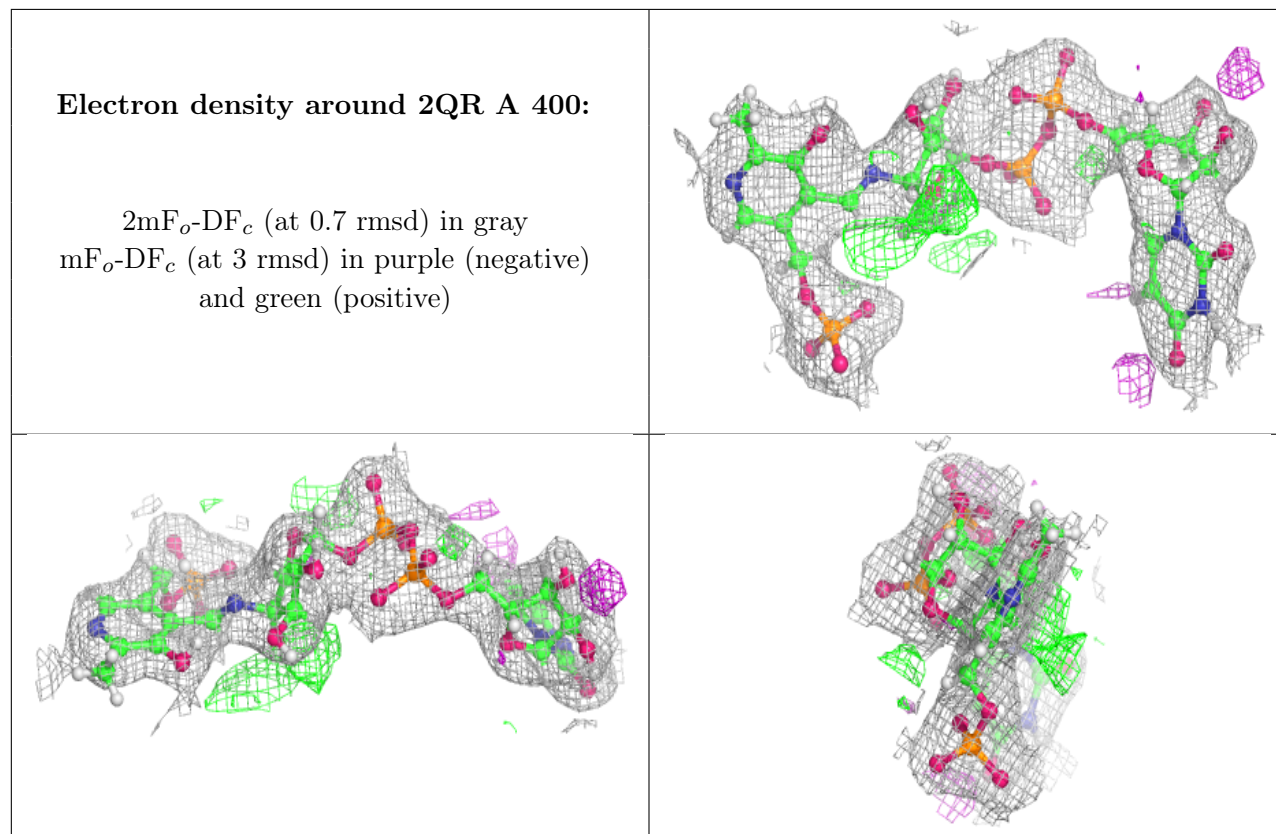 Electron density around 2QR A 400:
2mFₒ-DF𝒸 (at 0.7 rmsd) in gray
mFₒ-DF𝒸 (at 3 rmsd) in purple (negative)
and green (positive)